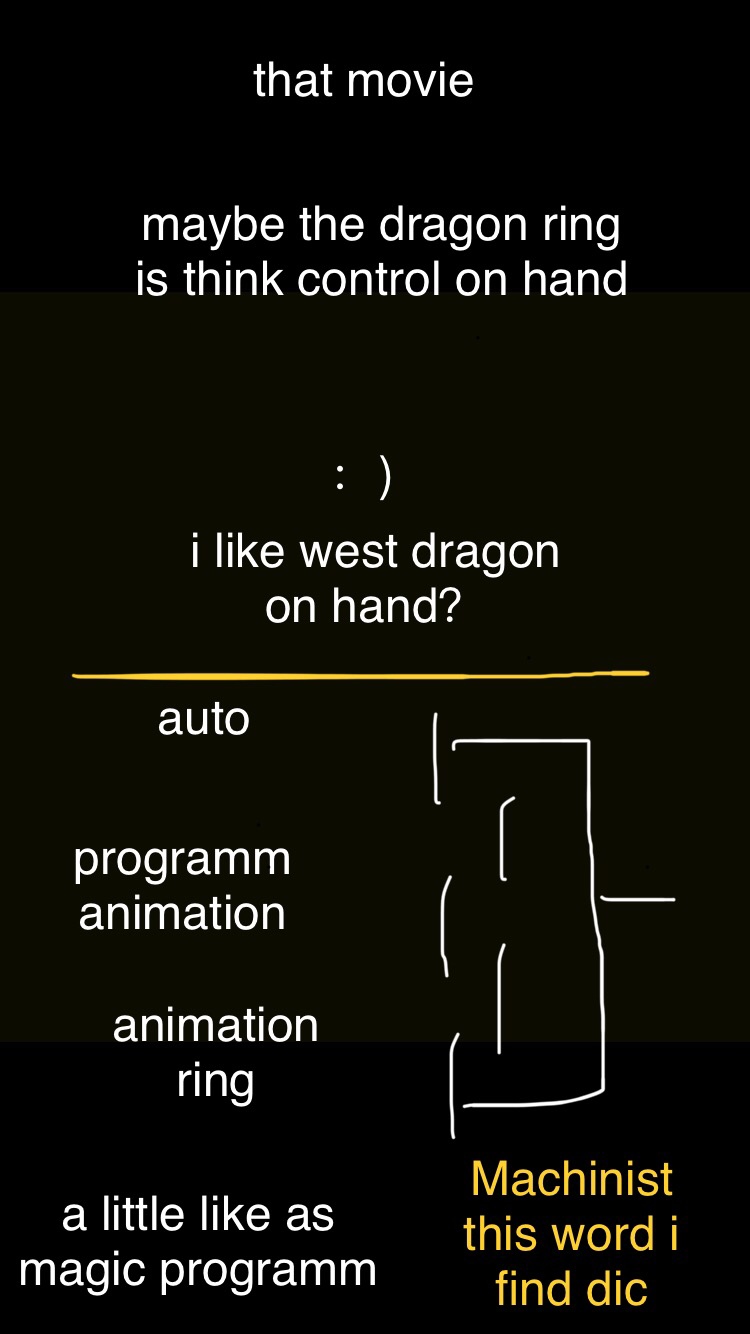 that movie
maybe the dragon ring
is think control on hand
: )
i like west dragon
on hand?
auto
programm
animation
animation
ring
a little like as
magic programm
Machinist
this word i
find dic